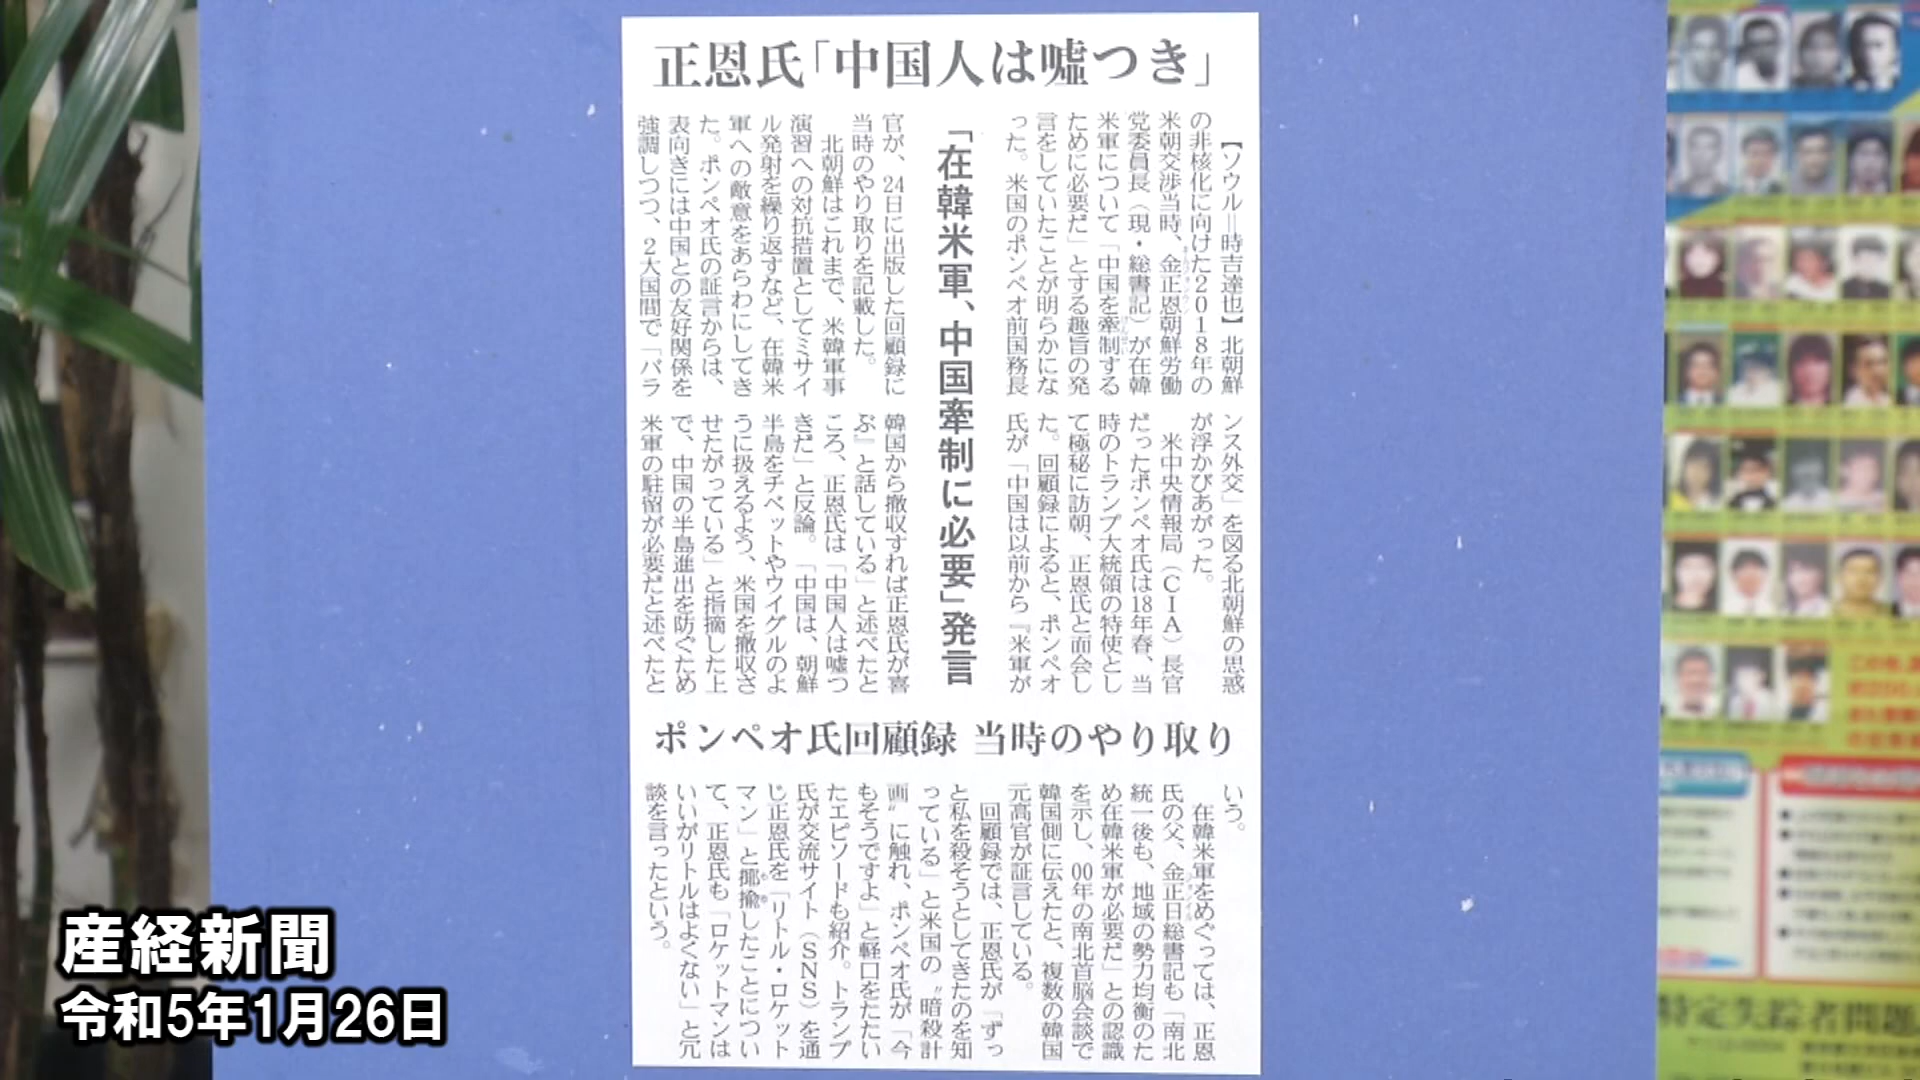 正恩氏「中国人は嘘つき」
「在韓米軍、中国牽制に必要」発言
【ソウル=時吉達也】北朝鮮
の非核化に向けた2018年の
米朝交渉当時、金正恩朝鮮労働
党委員長（現・総書記）が在韓
米軍について「中国を牽制する
ために必要だ」とする趣旨の発
言をしていたことが明らかにな
った。米国のポンペオ前国務長
官が、24日に出版した回顧録に
当時のやり取りを記載した。
北朝鮮はこれまで、米韓軍事
演習への対抗措置としてミサイ
ル発射を繰り返すなど、在韓米
軍への敵意をあらわにしてき
た。ポンペオ氏の証言からは、
表向きには中国との友好関係を
強調しつつ、2大国間で「バラ
ンス外交」を図る北朝鮮の思惑
が浮かびあがった。
米中央情報局（CIA）長官
だったポンペオ氏は18年春、当
時のトランプ大統領の特使とし
て極秘に訪朝、正恩氏と面会し
た。回顧録によると、ポンペオ
氏が「中国は以前から『米軍が
韓国から撤収すれば正恩氏が喜
ぶ』と話している」と述べたと
ころ、正恩氏は「中国人は嘘つ
きだ」と反論。「中国は、朝鮮
半島をチベットやウイグルのよ
うに扱えるよう、米国を撤収さ
せたがっている」と指摘した上
で、中国の半島進出を防ぐため
米軍の駐留が必要だと述べたと
ポンペオ氏回顧録 当時のやり取り
いう。
在韓米軍をめぐっては、正恩
氏の父、金正日総書記も「南北
統一後も、地域の勢力均衡のた
め在韓米軍が必要だ」との認識
を示し、00年の南北首脳会談で
韓国側に伝えたと、複数の韓国
元高官が証言している。
回顧録では、正恩氏が「ずっ
と私を殺そうとしてきたのを知
っている」と米国の〝暗殺計
画〟に触れ、ポンペオ氏が「今
もそうですよ」と軽口をたたい
たエピソードも紹介。トランプ
氏が交流サイト（SNS）を通
じ正恩氏を「リトル・ロケット
マン」と揶揄したことについ
て、正恩氏も「ロケットマンは
いいがリトルはよくない」と冗
談を言ったという。
産経新聞
令和5年1月26日
特定失踪者問題